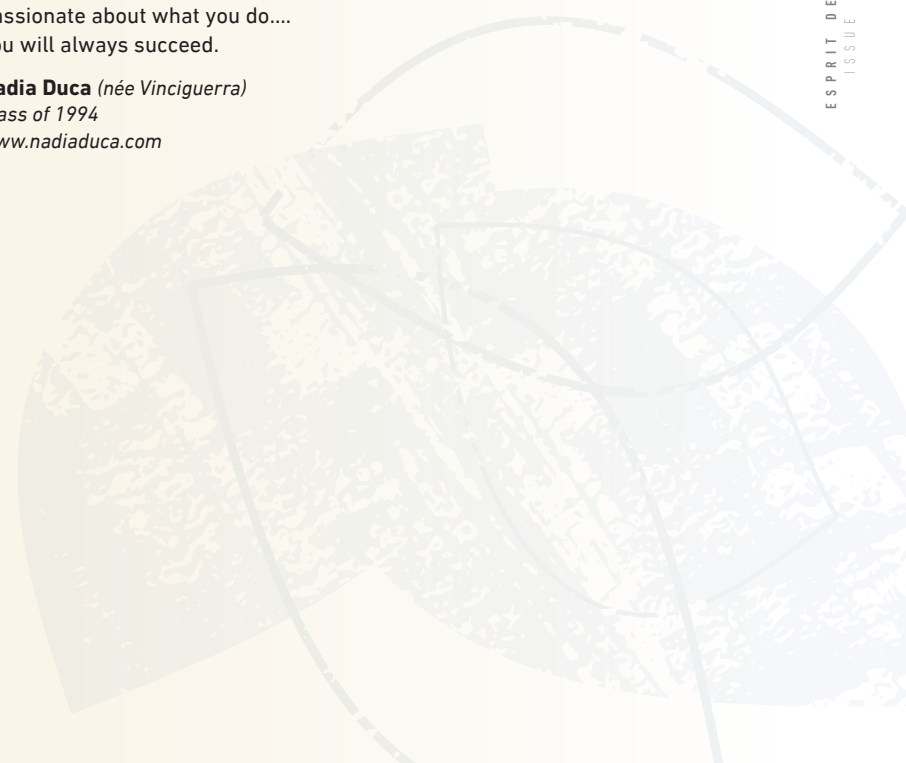 assionate about what you do....
ou will always succeed.
adia Duca (née Vinciguerra)
ass of 1994
ww.nadiaduca.com
ESPRIT DE
ISSUE